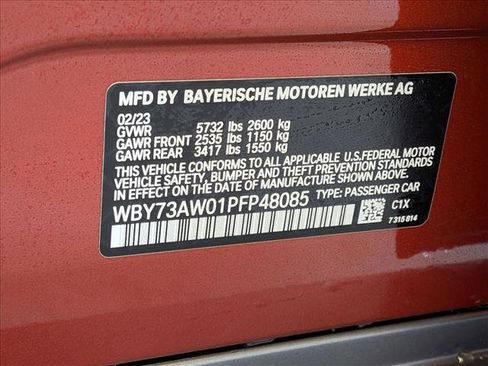 MFD BY BAYERISCHE MOTOREN WERKE AG
02/23
GVWR 5732 lbs 2600 kg
GAWR FRONT 2535 lbs 1150 kg
GAWR REAR 3417 lbs 1550 kg
THIS VEHICLE CONFORMS TO ALL APPLICABLE U.S. FEDERAL MOTOR
VEHICLE SAFETY, BUMPER AND THEFT PREVENTION STANDARDS IN
EFFECT ON THE DATE OF MANUFACTURE SHOWN ABOVE.
WBY73AW01PFP48085 TYPE: PASSENGER CAR
C1X
7 315 814